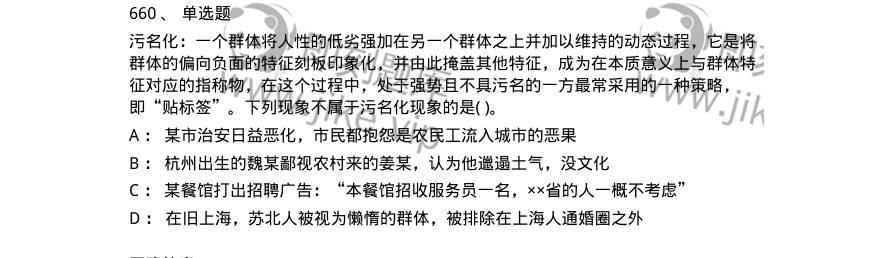 660 、 单选题
污名化：一个群体将人性的低劣强加在另一个群体之上并加以维持的动态过程，它是将
群体的偏向负面的特征刻板印象化，并由此掩盖其他特征，成为在本质意义上与群体特
征对应的指称物，在这个过程中，处于强势且不具污名的一方最常采用的一种策略，
即“贴标签”。下列现象不属于污名化现象的是( )。
A ： 某市治安日益恶化，市民都抱怨是农民工流入城市的恶果
B ： 杭州出生的魏某鄙视农村来的姜某，认为他邋遢土气，没文化
C ： 某餐馆打出招聘广告：“本餐馆招收服务员一名，××省的人一概不考虑”
D ： 在旧上海，苏北人被视为懒惰的群体，被排除在上海人通婚圈之外
即刻题库
www.jike.vip